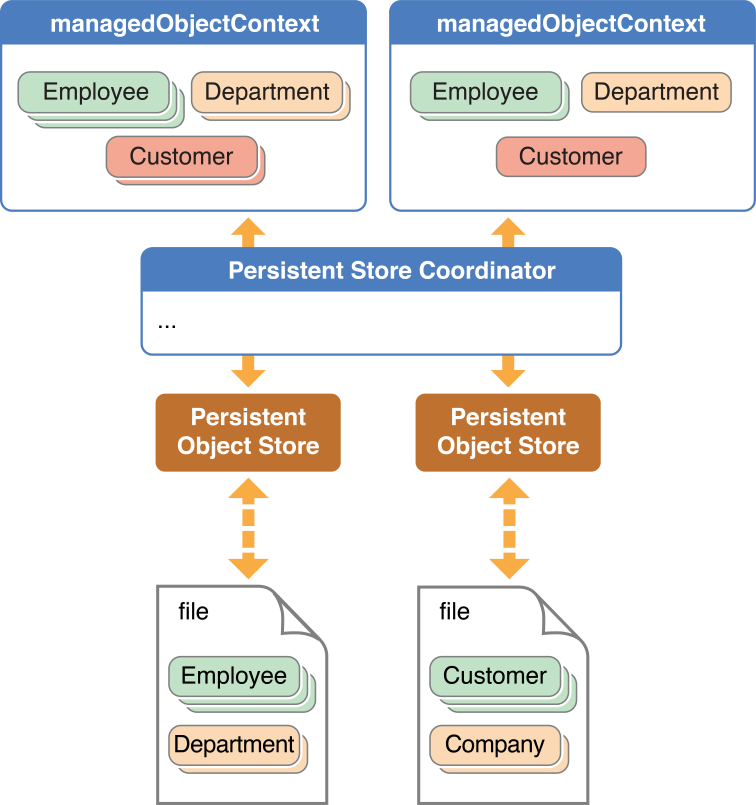 managedObjectContext
managedObjectContext
Employee
Department
Employee
Department
Customer
Customer
Persistent Store Coordinator
...
Persistent
Object Store
Persistent
Object Store
file
file
Employee
Customer
Department
Company